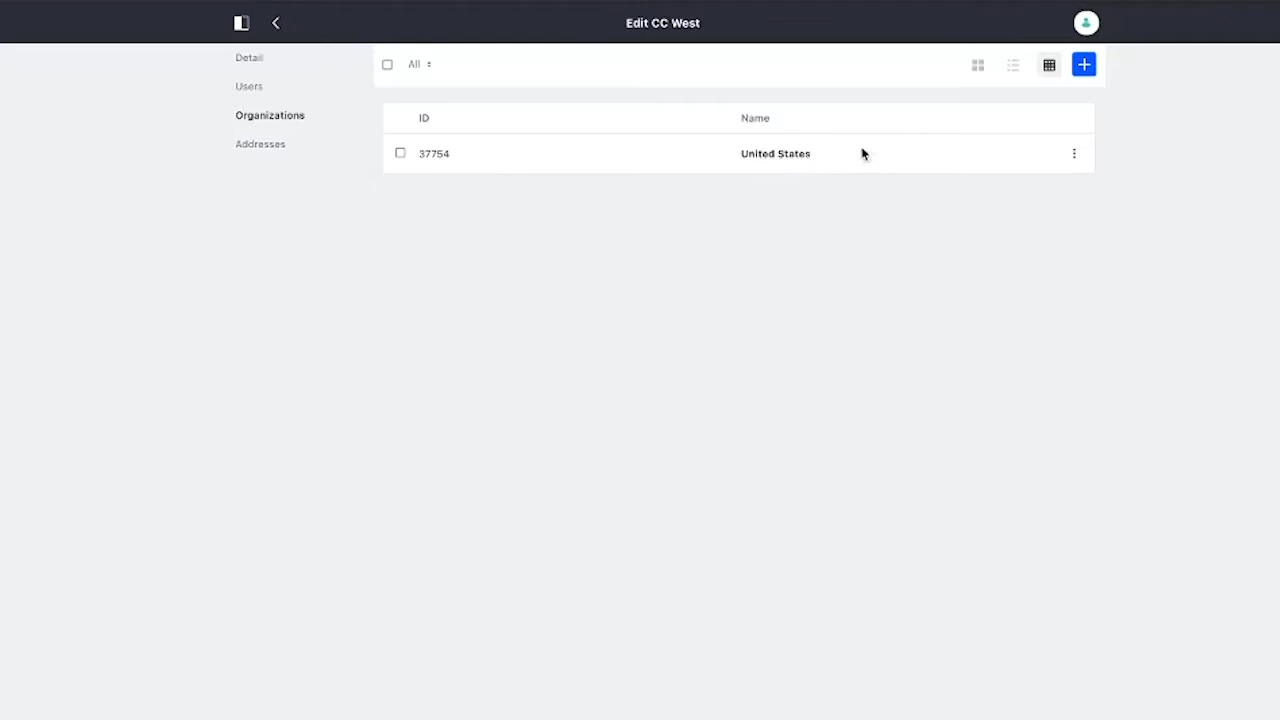 Edit CC West
Detail
Users
Organizations
Addresses
All
ID Name
37754 United States